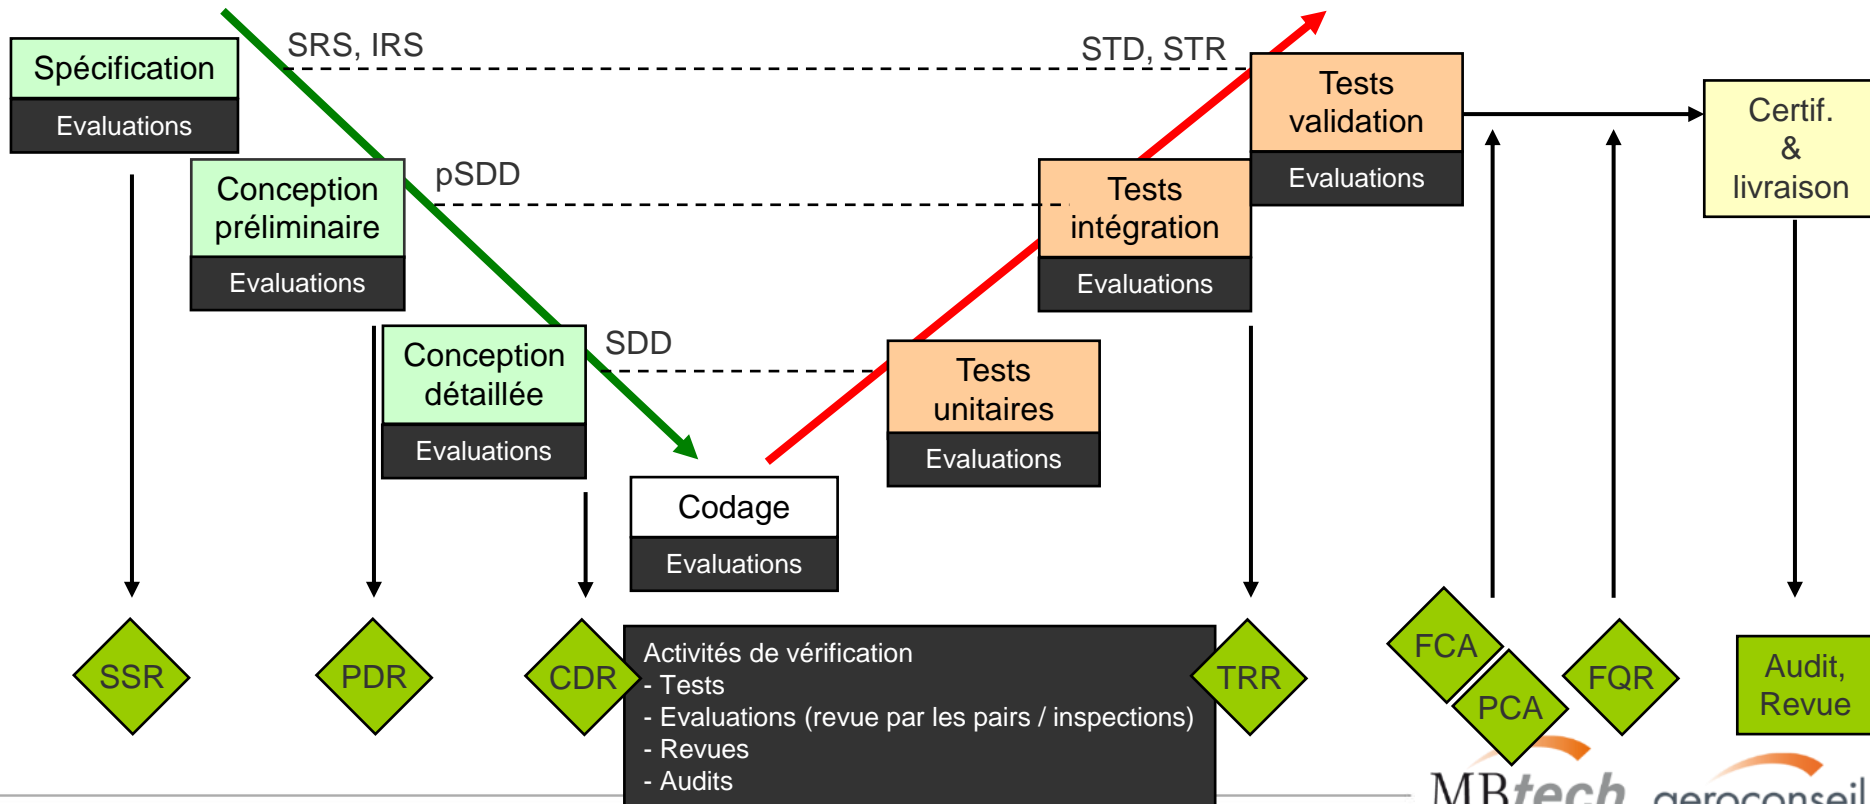 SRS, IRS
STD, STR
Spécification
Evaluations
Tests
validation
Evaluations
Certif.
&
livraison
Conception
préliminaire
Evaluations
pSDD
Tests
intégration
Evaluations
Conception
détaillée
Evaluations
SDD
Tests
unitaires
Evaluations
Codage
Evaluations
SSR
PDR
CDR
Activités de vérification
- Tests
- Evaluations (revue par les pairs / inspections)
- Revues
- Audits
TRR
FCA
PCA
FQR
Audit,
Revue
MBtech
aeroconseil